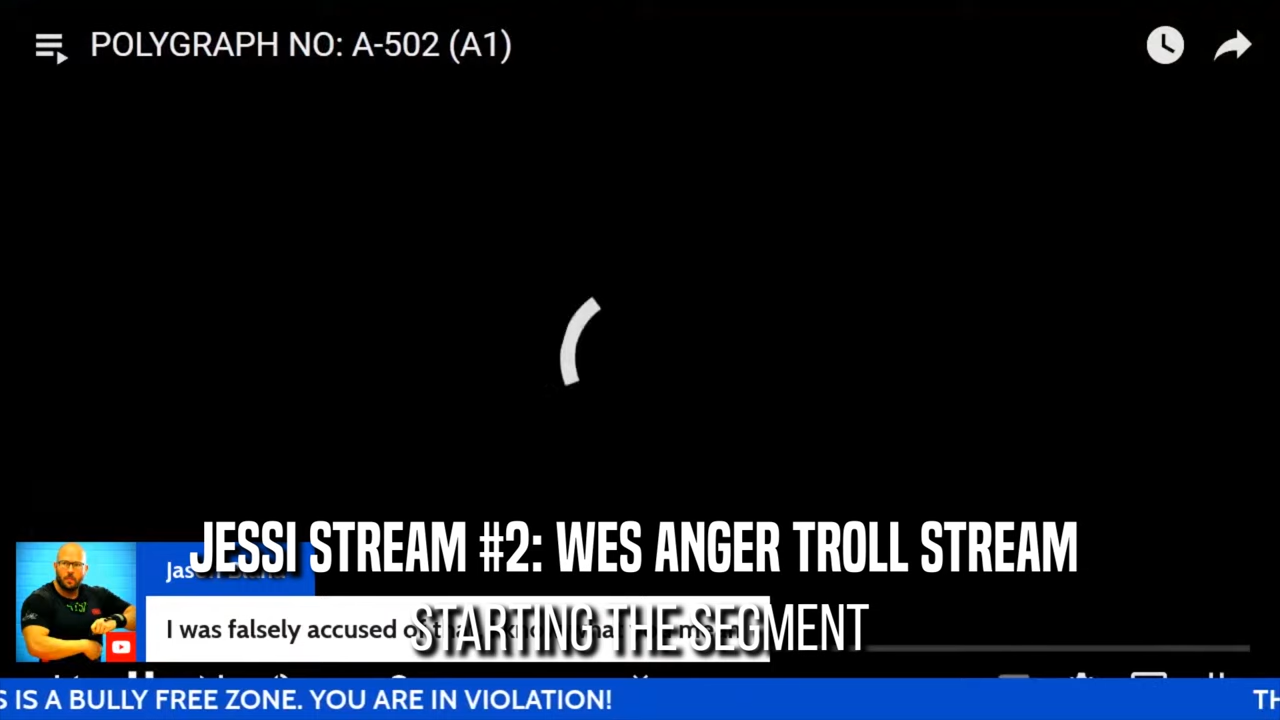 POLYGRAPH NO: A-502 (A1)
JESSI STREAM #2: WES ANGER TROLL STREAM
STARTING THE SEGMENT
I was falsely accused
S IS A BULLY FREE ZONE. YOU ARE IN VIOLATION!
TH